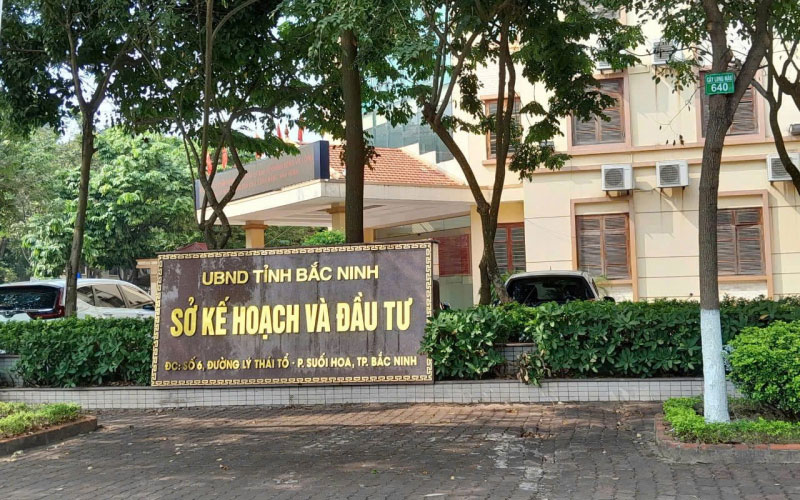 UBND TỈNH BẮC NINH
SỞ KẾ HOẠCH VÀ ĐẦU TƯ
ĐC: SỐ 6, ĐƯỜNG LÝ THÁI TỔ - P. SUỐI HOA, TP. BẮC NINH
640